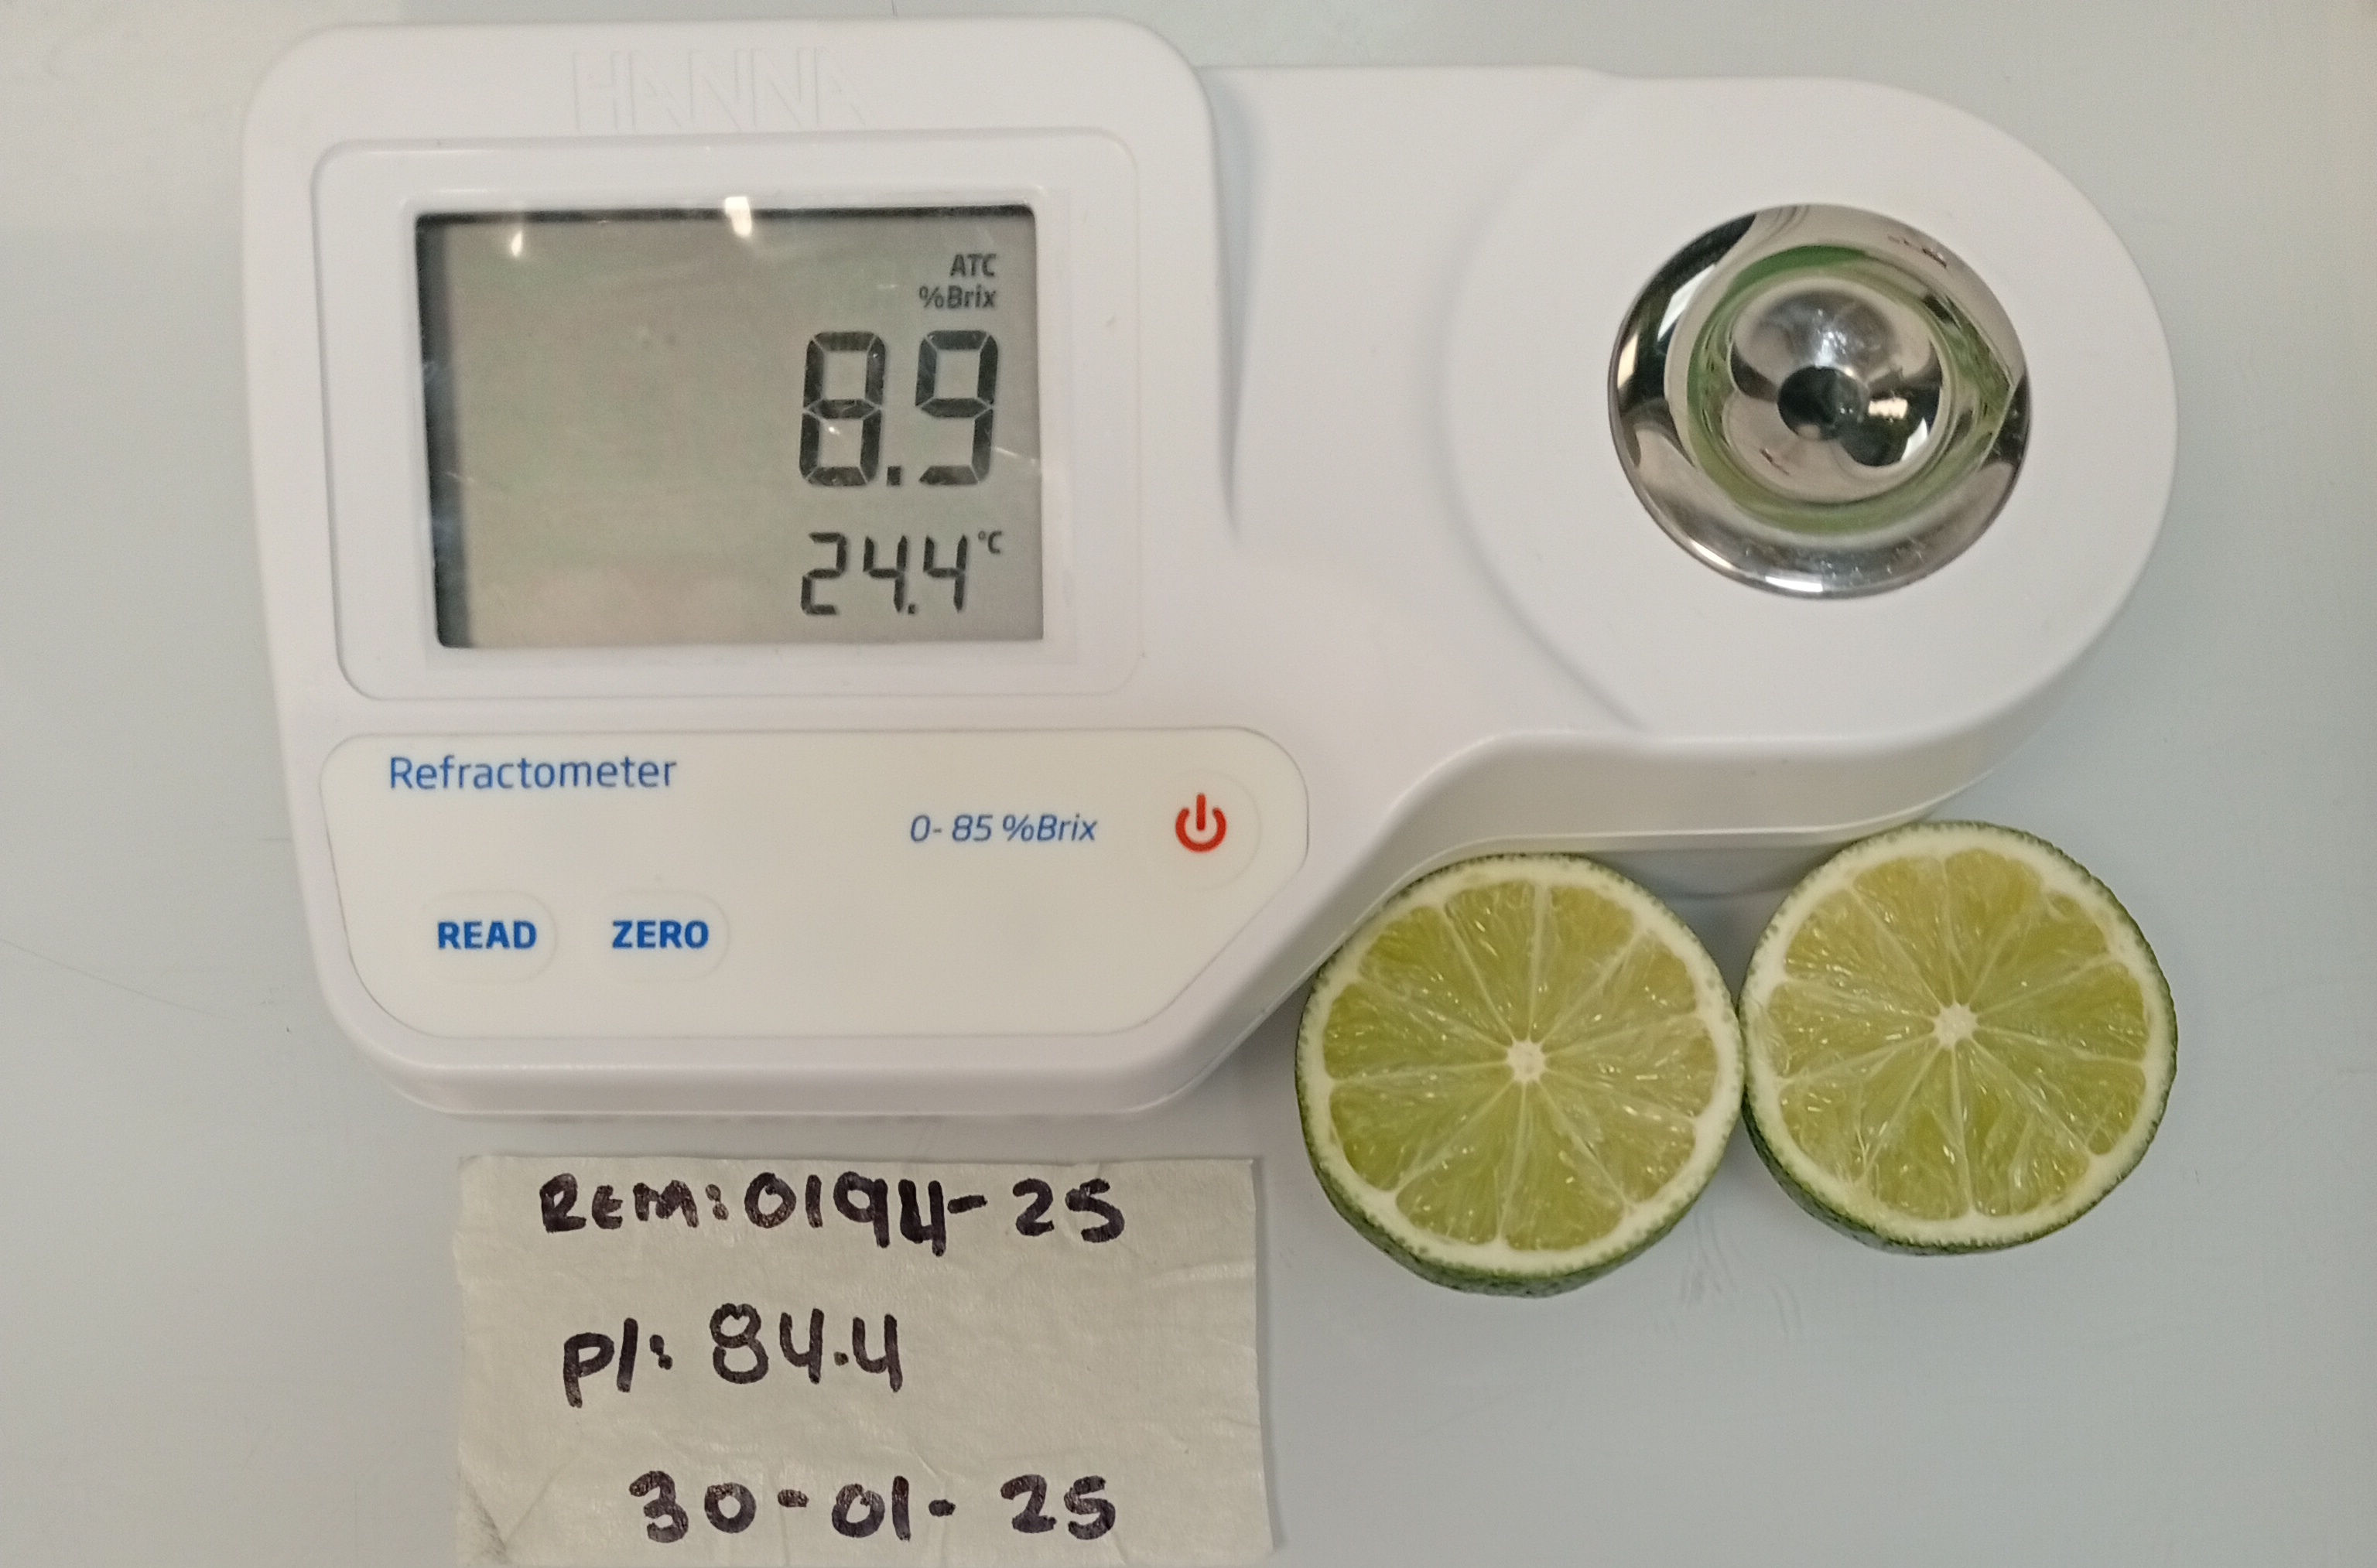 HANNA
ATC
%Brix
8.9
24.4 °C
Refractometer
0- 85 %Brix
READ ZERO
REM: 0194- 25
P/: 84.4
30-01-25